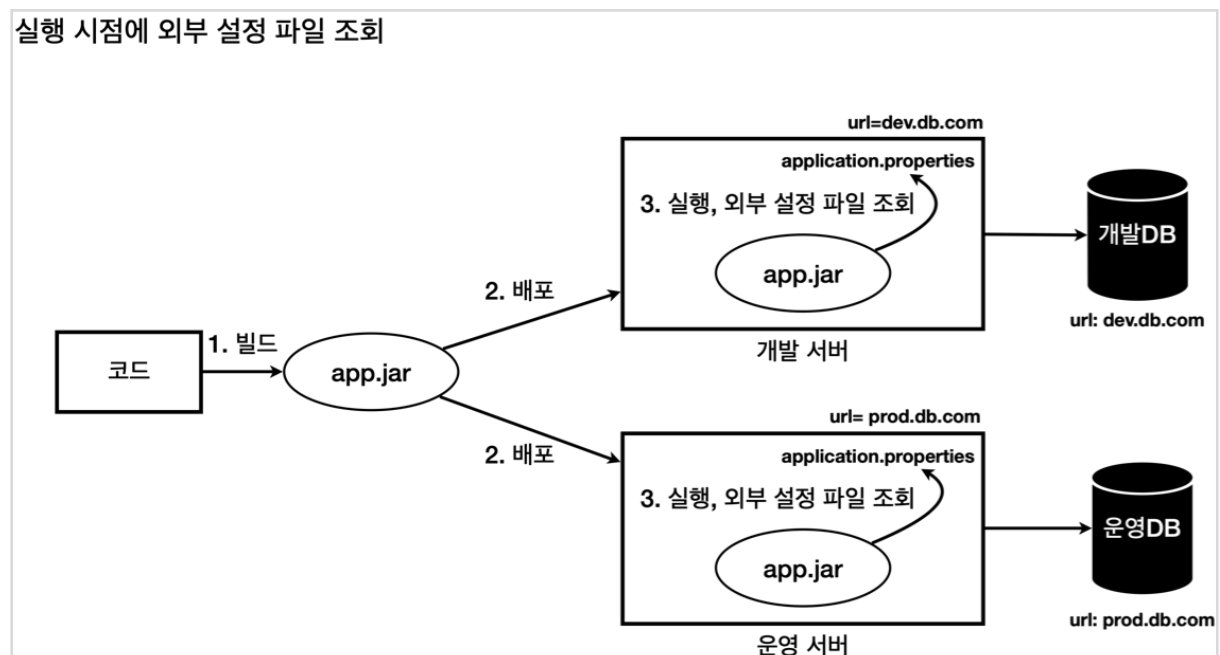 실행 시점에 외부 설정 파일 조회
url=dev.db.com
application.properties
3. 실행, 외부 설정 파일 조회
app.jar
개발DB
url: dev.db.com
2. 배포
개발 서버
1. 빌드
코드
app.jar
url= prod.db.com
2. 배포
application.properties
3. 실행, 외부 설정 파일 조회
app.jar
운영DB
url: prod.db.com
운영 서버